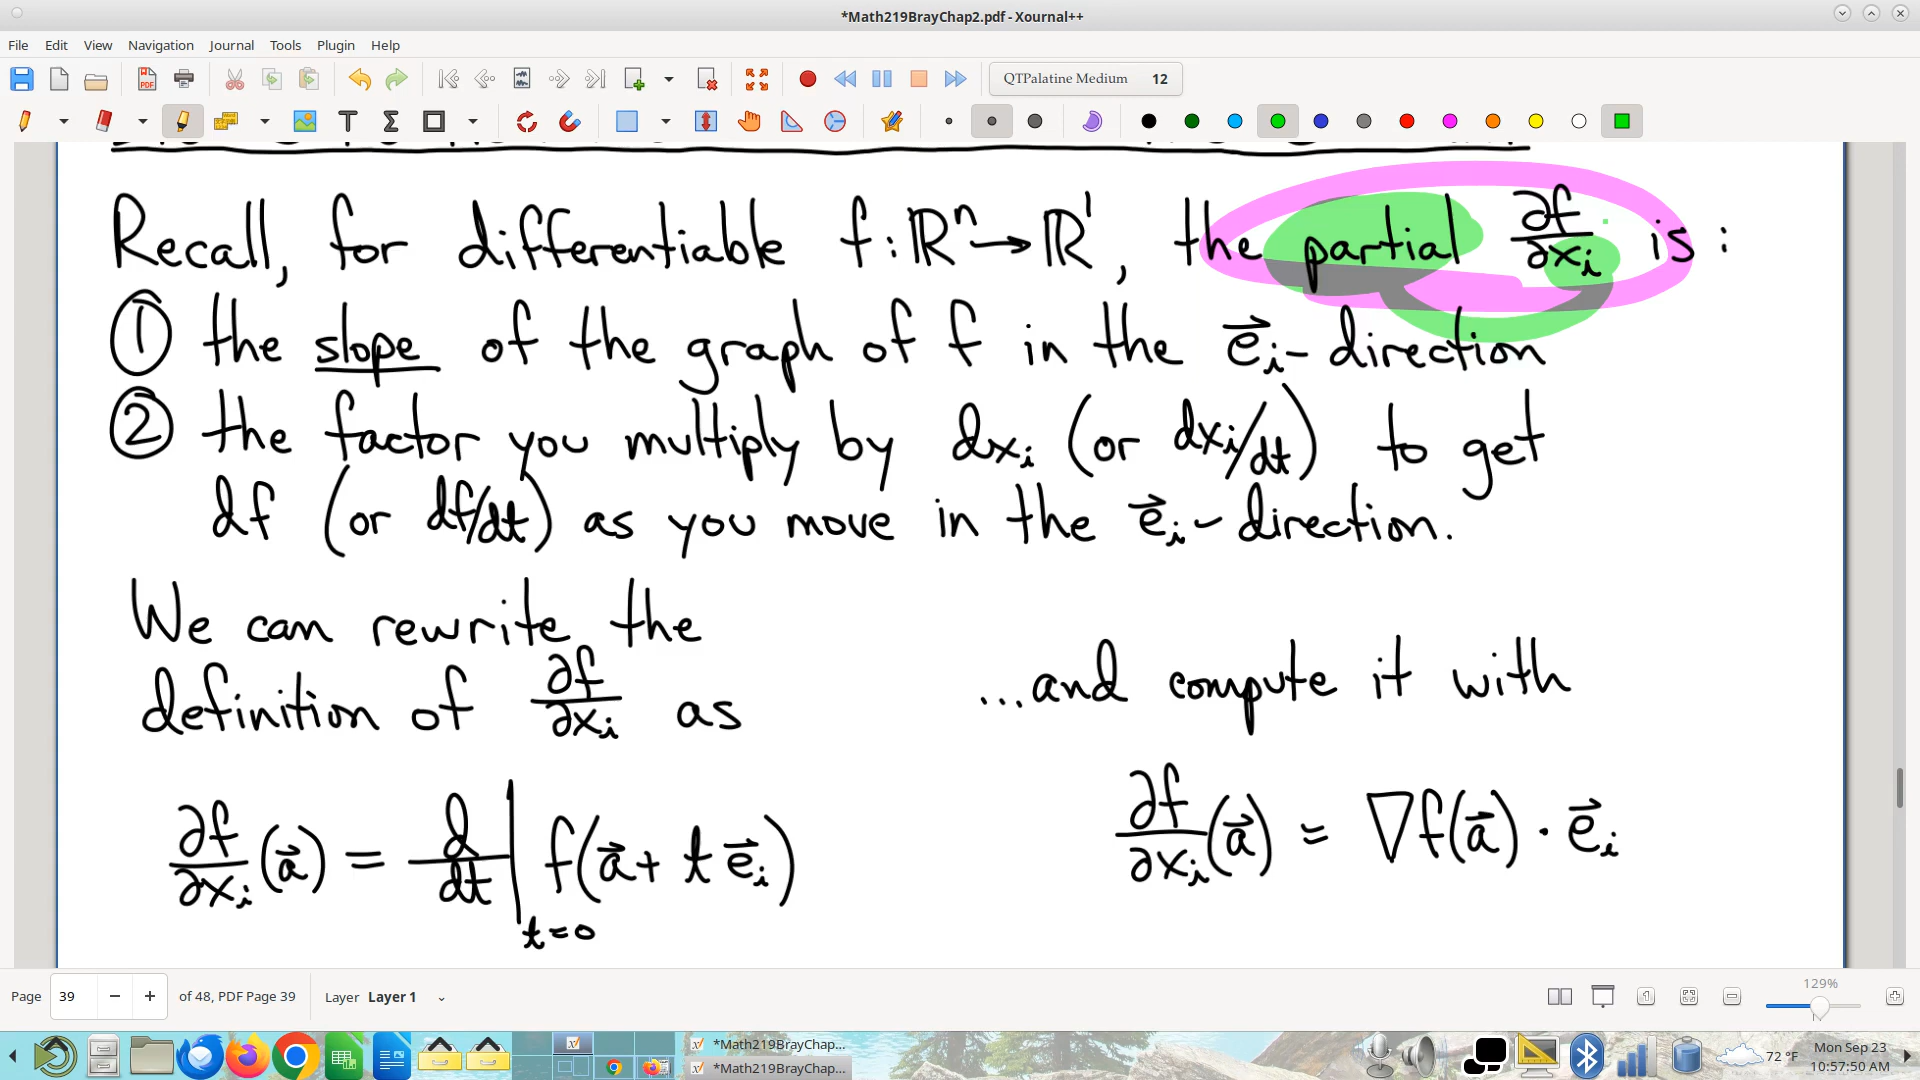 *Math219BrayChap2.pdf - Xournal++
File Edit View Navigation Journal Tools Plugin Help
QTPalatine Medium 12
Recall, for differentiable f: ℝⁿ → ℝ¹, the partial ∂f/∂xᵢ is:
① the slope of the graph of f in the e⃗ᵢ-direction
② the factor you multiply by dxᵢ (or dxᵢ/dt) to get
df (or df/dt) as you move in the e⃗ᵢ-direction.
We can rewrite the
definition of ∂f/∂xᵢ as
...and compute it with
∂f/∂xᵢ(a⃗) = d/dt|t=0 f(a⃗ + t e⃗ᵢ)
∂f/∂xᵢ(a⃗) = ∇f(a⃗) · e⃗ᵢ
Page 39 of 48, PDF Page 39 Layer Layer 1
129%
*Math219BrayChap...
*Math219BrayChap...
72 °F
Mon Sep 23
10:57:50 AM